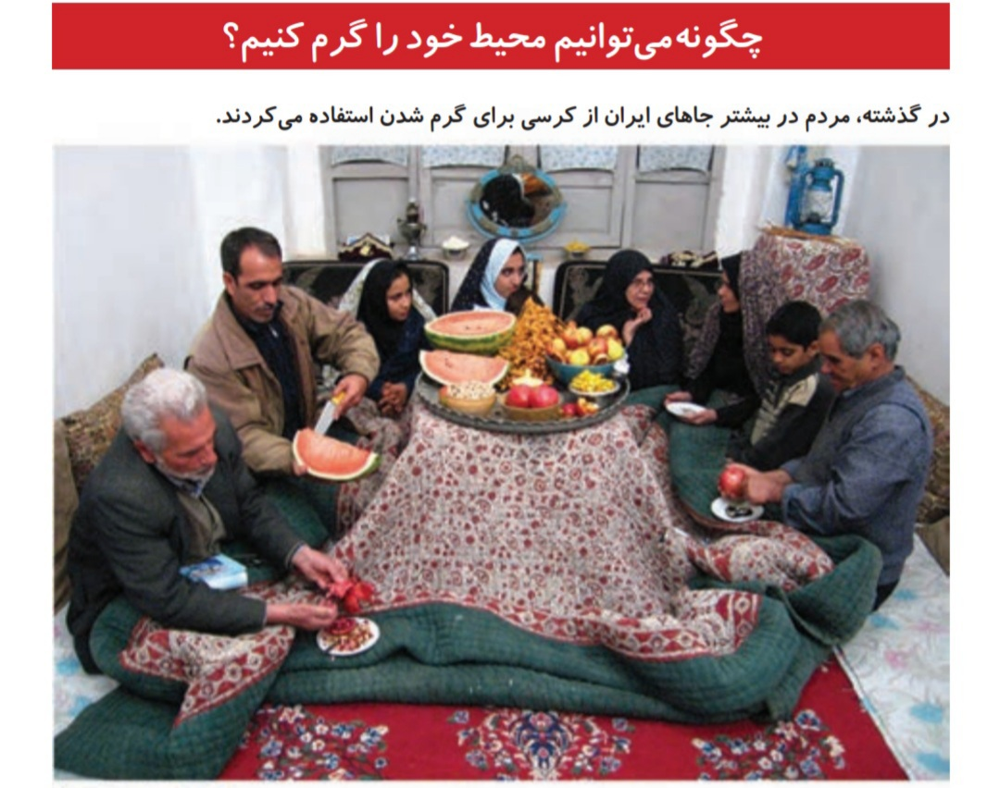 چگونه می‌توانیم محیط خود را گرم کنیم؟
در گذشته، مردم در بیشتر جاهای ایران از کرسی برای گرم شدن استفاده می‌کردند.